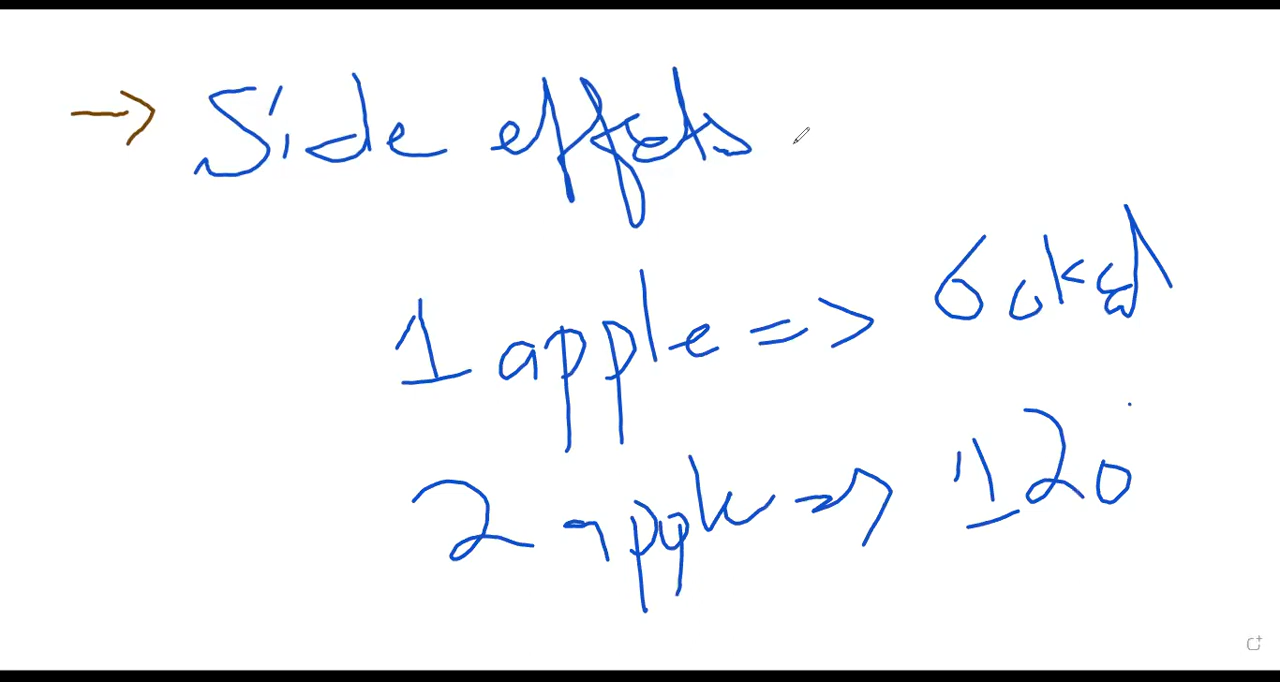 → Side effects
1 apple => 60kcal
2 apple => 120